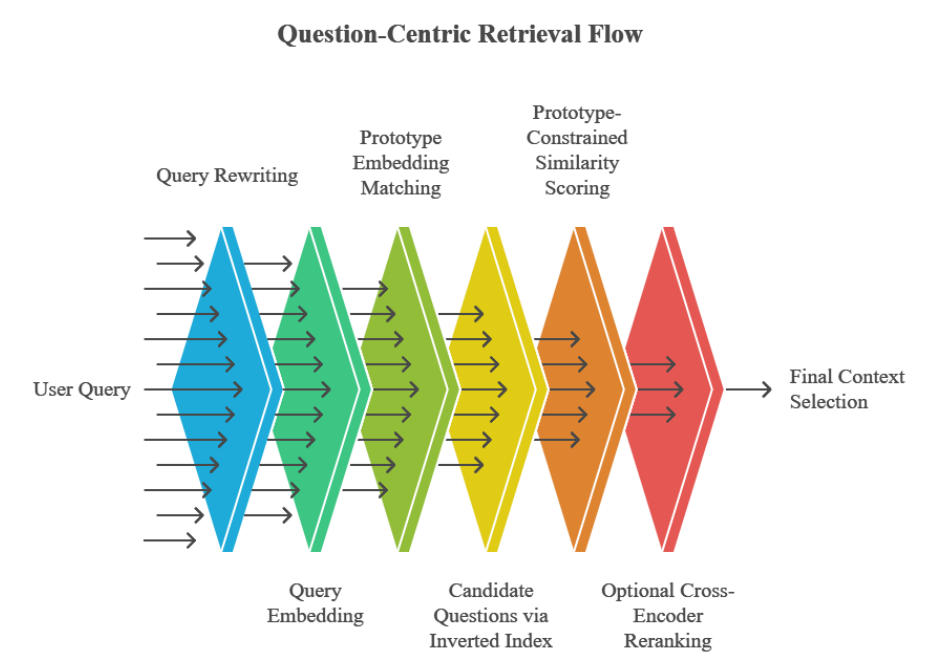 Question-Centric Retrieval Flow
Prototype-
Constrained
Similarity
Scoring
Prototype
Embedding
Matching
Query Rewriting
User Query
Final Context
Selection
Query
Embedding
Candidate
Questions via
Inverted Index
Optional Cross-
Encoder
Reranking